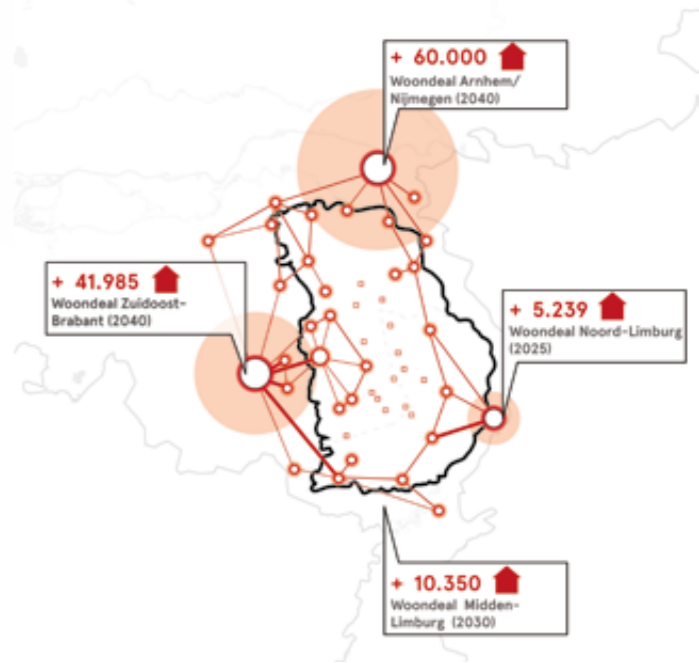 + 60.000
Woondeal Arnhem/
Nijmegen (2040)
+ 41.985
Woondeal Zuidoost-
Brabant (2040)
+ 5.239
Woondeal Noord-Limburg
(2025)
+ 10.350
Woondeal Midden-
Limburg (2030)